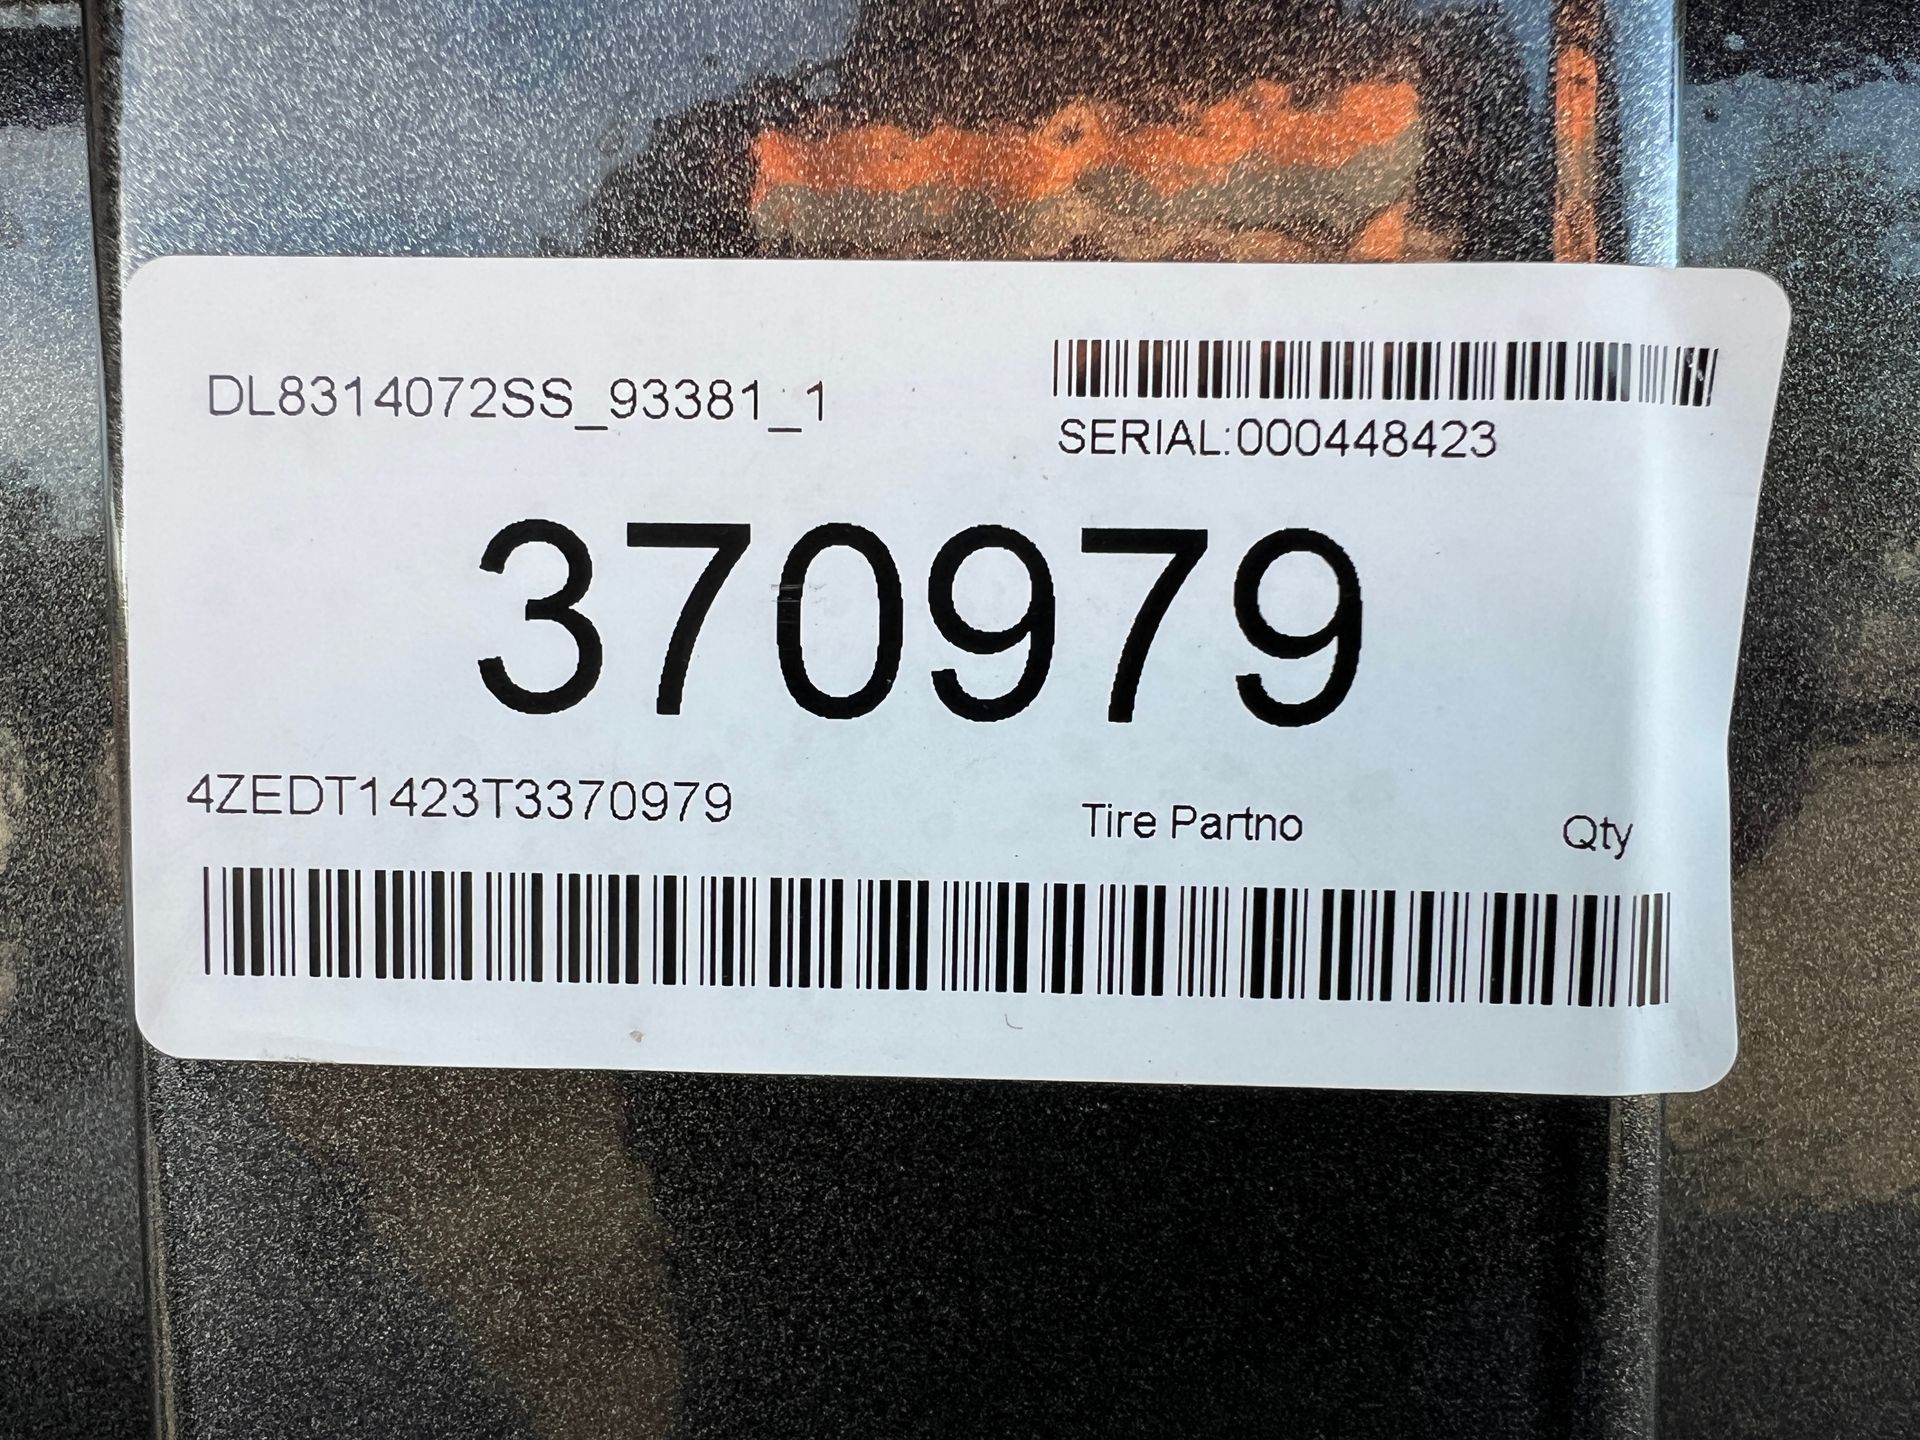 DL8314072SS_93381_1
SERIAL:000448423
370979
4ZEDT1423T3370979
Tire Partno
Qty